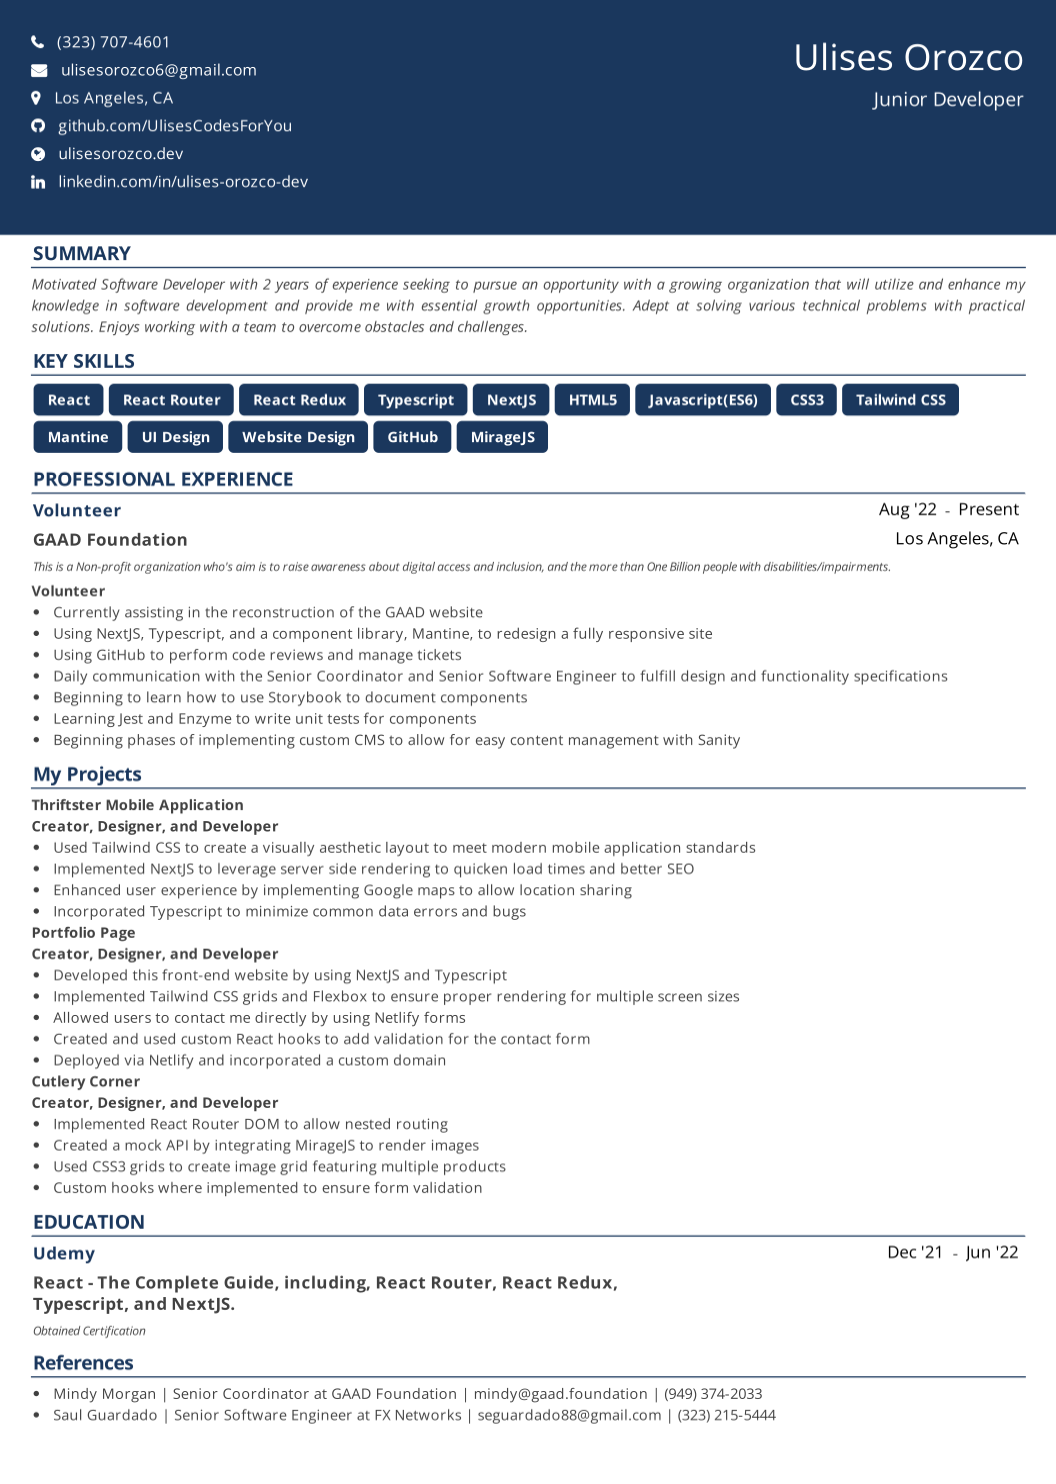 (323) 707-4601
ulisesorozco6@gmail.com
Los Angeles, CA
github.com/UlisesCodesForYou
ulisesorozco.dev
linkedin.com/in/ulises-orozco-dev
Ulises Orozco
Junior Developer
SUMMARY
Motivated Software Developer with 2 years of experience seeking to pursue an opportunity with a growing organization that will utilize and enhance my
knowledge in software development and provide me with essential growth opportunities. Adept at solving various technical problems with practical
solutions. Enjoys working with a team to overcome obstacles and challenges.
KEY SKILLS
React React Router React Redux Typescript NextJS HTML5 Javascript(ES6) CSS3 Tailwind CSS
Mantine UI Design Website Design GitHub MirageJS
PROFESSIONAL EXPERIENCE
Volunteer Aug '22 - Present
GAAD Foundation Los Angeles, CA
This is a Non-profit organization who's aim is to raise awareness about digital access and inclusion, and the more than One Billion people with disabilities/impairments.
Volunteer
• Currently assisting in the reconstruction of the GAAD website
• Using NextJS, Typescript, and a component library, Mantine, to redesign a fully responsive site
• Using GitHub to perform code reviews and manage tickets
• Daily communication with the Senior Coordinator and Senior Software Engineer to fulfill design and functionality specifications
• Beginning to learn how to use Storybook to document components
• Learning Jest and Enzyme to write unit tests for components
• Beginning phases of implementing custom CMS to allow for easy content management with Sanity
My Projects
Thriftster Mobile Application
Creator, Designer, and Developer
• Used Tailwind CSS to create a visually aesthetic layout to meet modern mobile application standards
• Implemented NextJS to leverage server side rendering to quicken load times and better SEO
• Enhanced user experience by implementing Google maps to allow location sharing
• Incorporated Typescript to minimize common data errors and bugs
Portfolio Page
Creator, Designer, and Developer
• Developed this front-end website by using NextJS and Typescript
• Implemented Tailwind CSS grids and Flexbox to ensure proper rendering for multiple screen sizes
• Allowed users to contact me directly by using Netlify forms
• Created and used custom React hooks to add validation for the contact form
• Deployed via Netlify and incorporated a custom domain
Cutlery Corner
Creator, Designer, and Developer
• Implemented React Router DOM to allow nested routing
• Created a mock API by integrating MirageJS to render images
• Used CSS3 grids to create image grid featuring multiple products
• Custom hooks where implemented to ensure form validation
EDUCATION
Udemy Dec '21 - Jun '22
React - The Complete Guide, including, React Router, React Redux,
Typescript, and NextJS.
Obtained Certification
References
• Mindy Morgan | Senior Coordinator at GAAD Foundation | mindy@gaad.foundation | (949) 374-2033
• Saul Guardado | Senior Software Engineer at FX Networks | seguardado88@gmail.com | (323) 215-5444